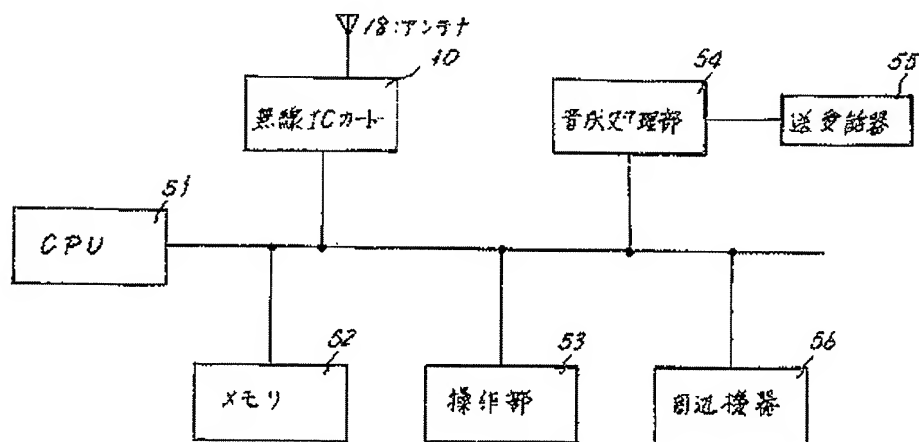 18:アンテナ
10
無線ICカード
54
音声処理部
55
送受話器
51
CPU
52
メモリ
53
操作部
56
周辺機器